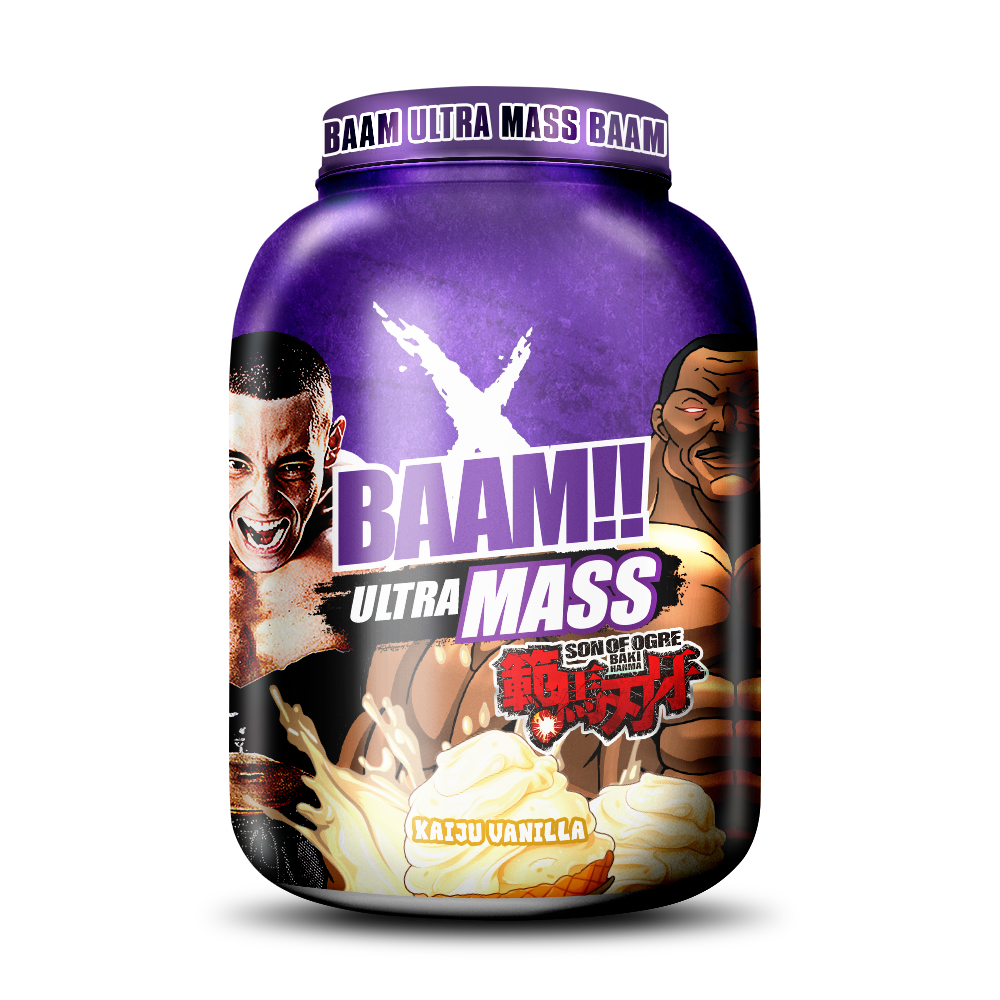 BAAM ULTRA MASS BAAM
BAAM!!
ULTRA MASS
SON OF OGRE
BAKI
HANMA
範馬刃牙
KAIJU VANILLA